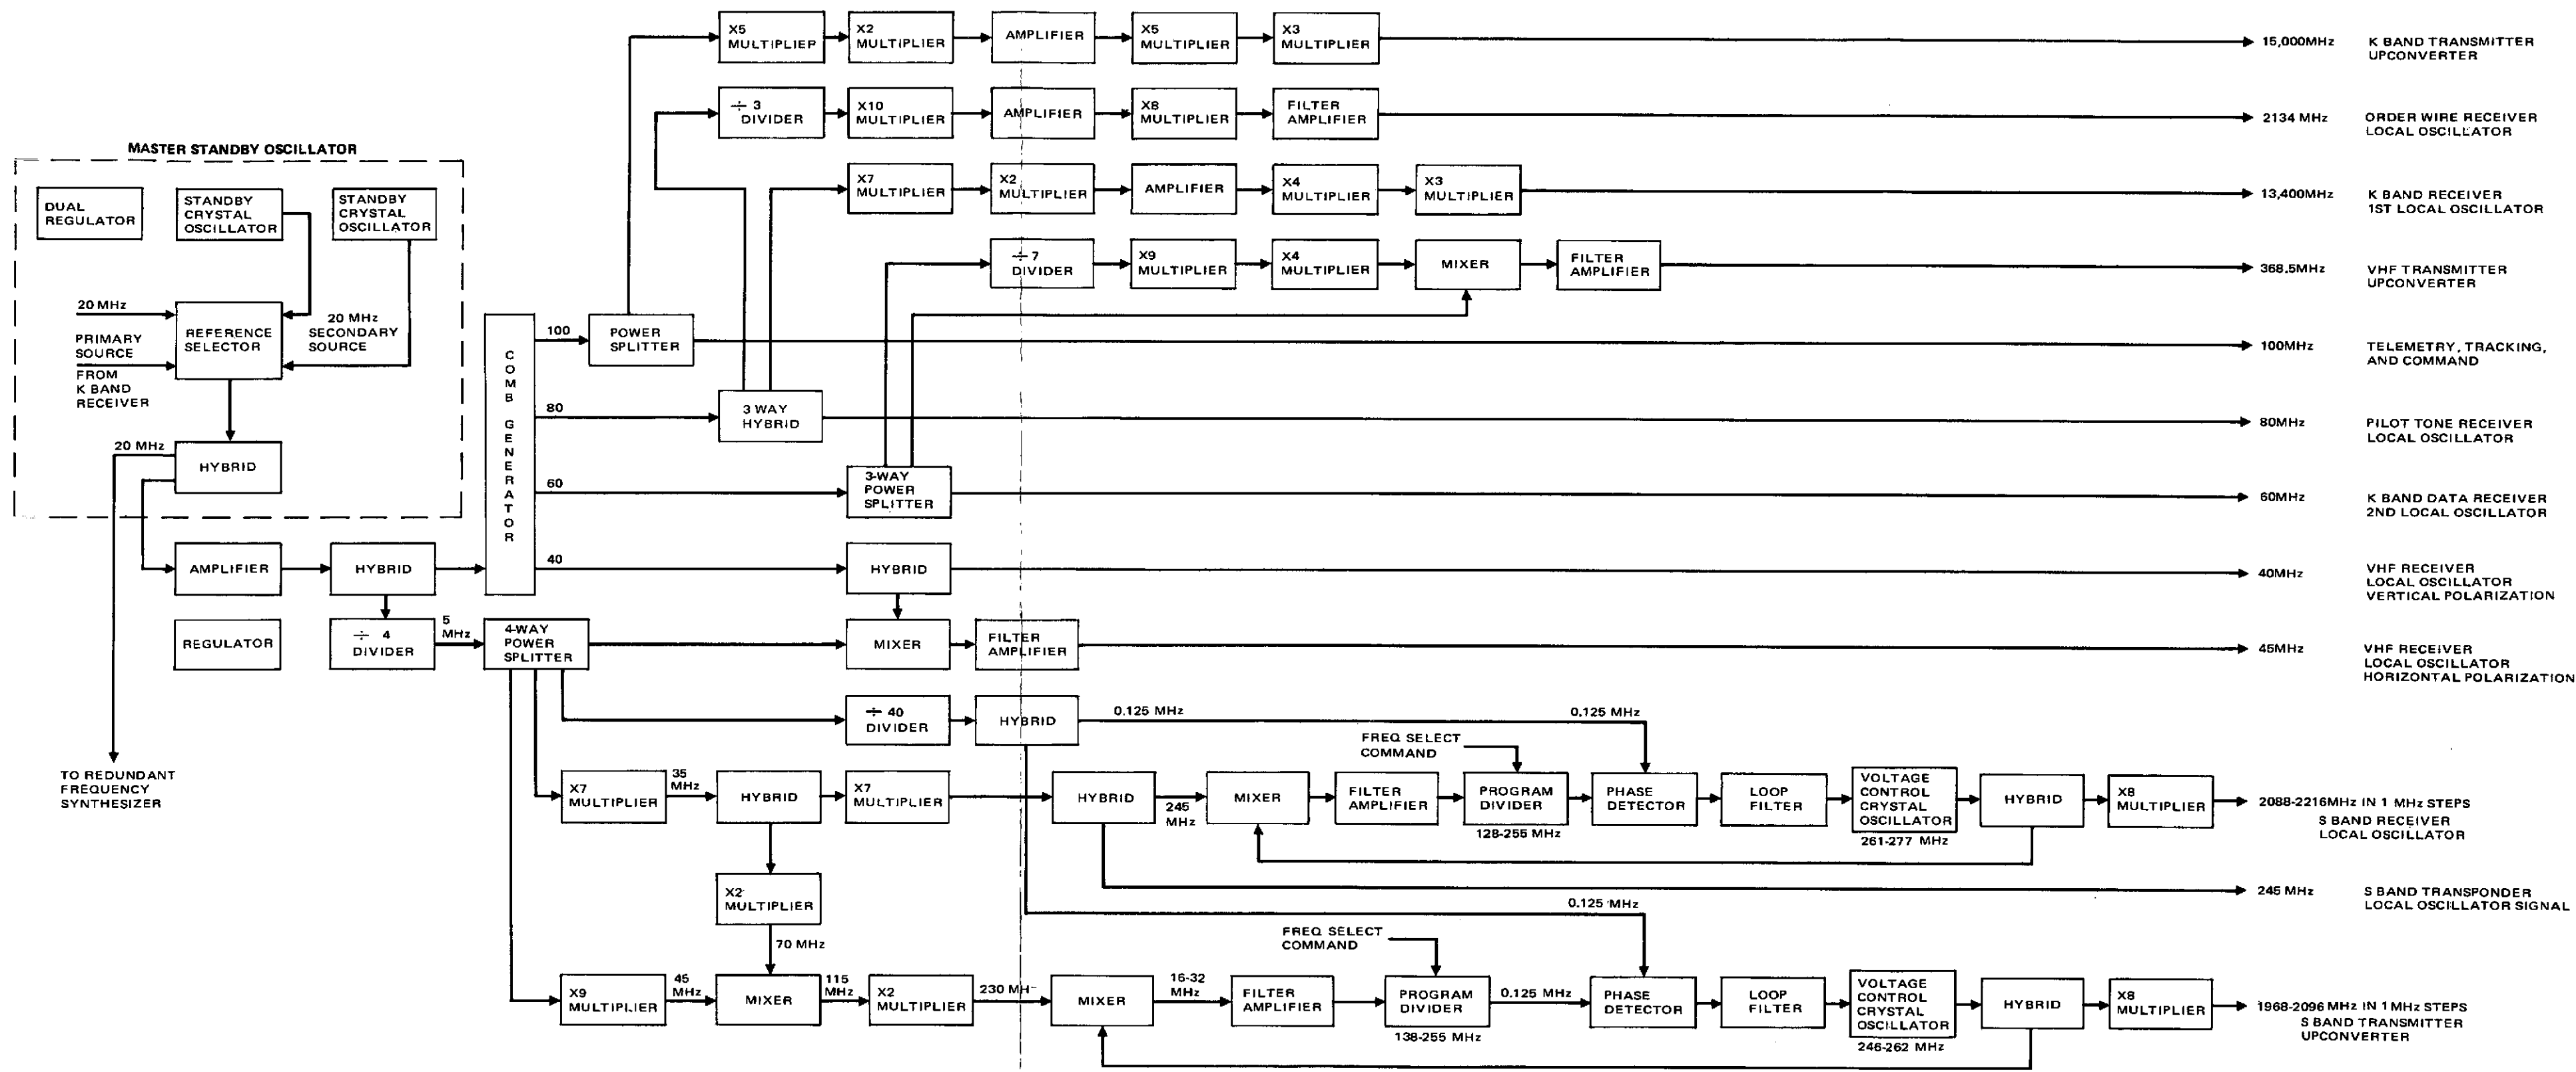 X5
MULTIPLIER
X2
MULTIPLIER
AMPLIFIER
X5
MULTIPLIER
X3
MULTIPLIER
15,000MHz
K BAND TRANSMITTER
UPCONVERTER
÷ 3
DIVIDER
X10
MULTIPLIER
AMPLIFIER
X8
MULTIPLIER
FILTER
AMPLIFIER
2134 MHz
ORDER WIRE RECEIVER
LOCAL OSCILLATOR
MASTER STANDBY OSCILLATOR
X7
MULTIPLIER
X2
MULTIPLIER
AMPLIFIER
X4
MULTIPLIER
X3
MULTIPLIER
13,400MHz
K BAND RECEIVER
1ST LOCAL OSCILLATOR
DUAL
REGULATOR
STANDBY
CRYSTAL
OSCILLATOR
STANDBY
CRYSTAL
OSCILLATOR
÷ 7
DIVIDER
X9
MULTIPLIER
X4
MULTIPLIER
MIXER
FILTER
AMPLIFIER
368.5MHz
VHF TRANSMITTER
UPCONVERTER
20 MHz
PRIMARY
SOURCE
FROM
K BAND
RECEIVER
REFERENCE
SELECTOR
20 MHz
SECONDARY
SOURCE
COMB GENERATOR
100
POWER
SPLITTER
100MHz
TELEMETRY, TRACKING,
AND COMMAND
80
3 WAY
HYBRID
80MHz
PILOT TONE RECEIVER
LOCAL OSCILLATOR
20 MHz
HYBRID
60
3-WAY
POWER
SPLITTER
60MHz
K BAND DATA RECEIVER
2ND LOCAL OSCILLATOR
AMPLIFIER
HYBRID
40
HYBRID
40MHz
VHF RECEIVER
LOCAL OSCILLATOR
VERTICAL POLARIZATION
REGULATOR
÷ 4
DIVIDER
5
MHz
4-WAY
POWER
SPLITTER
MIXER
FILTER
AMPLIFIER
45MHz
VHF RECEIVER
LOCAL OSCILLATOR
HORIZONTAL POLARIZATION
÷ 40
DIVIDER
HYBRID
0.125 MHz
0.125 MHz
FREQ SELECT
COMMAND
TO REDUNDANT
FREQUENCY
SYNTHESIZER
X7
MULTIPLIER
35
MHz
HYBRID
X7
MULTIPLIER
HYBRID
245
MHz
MIXER
FILTER
AMPLIFIER
PROGRAM
DIVIDER
128-255 MHz
PHASE
DETECTOR
LOOP
FILTER
VOLTAGE
CONTROL
CRYSTAL
OSCILLATOR
261-277 MHz
HYBRID
X8
MULTIPLIER
2088-2216MHz IN 1 MHz STEPS
S BAND RECEIVER
LOCAL OSCILLATOR
X2
MULTIPLIER
245 MHz
S BAND TRANSPONDER
LOCAL OSCILLATOR SIGNAL
0.125 MHz
70 MHz
FREQ SELECT
COMMAND
X9
MULTIPLIER
45
MHz
MIXER
115
MHz
X2
MULTIPLIER
230 MH
MIXER
16-32
MHz
FILTER
AMPLIFIER
PROGRAM
DIVIDER
138-255 MHz
0.125 MHz
PHASE
DETECTOR
LOOP
FILTER
VOLTAGE
CONTROL
CRYSTAL
OSCILLATOR
246-262 MHz
HYBRID
X8
MULTIPLIER
1968-2096 MHz IN 1 MHz STEPS
S BAND TRANSMITTER
UPCONVERTER